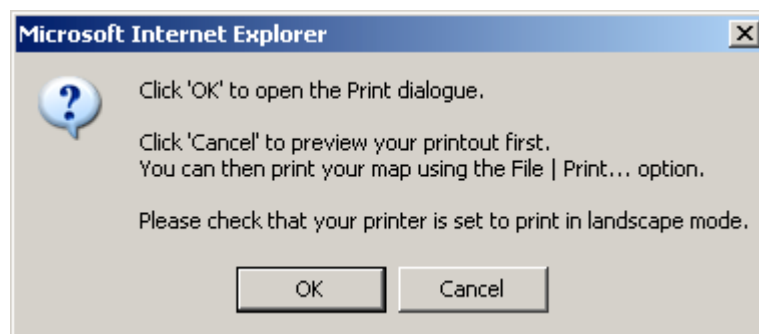 Microsoft Internet Explorer
Click 'OK' to open the Print dialogue.
Click 'Cancel' to preview your printout first.
You can then print your map using the File | Print... option.
Please check that your printer is set to print in landscape mode.
OK
Cancel